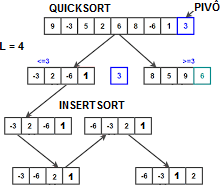 QUICKSORT
PIVÔ
9 -3 5 2 6 8 -6 1 3
L = 4
<=3
>=3
-3 2 -6 1
3
8 5 9 6
INSERTSORT
-3 2 -6 1
-6 -3 2 1
-3 -6 2 1
-6 -3 1 2